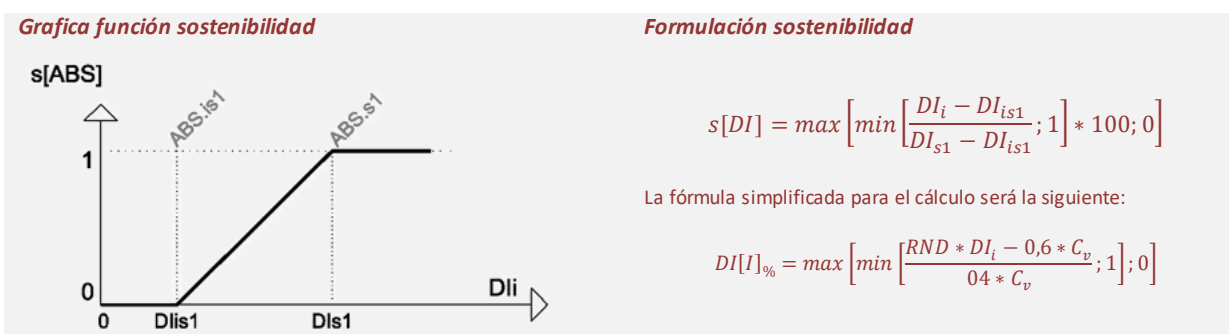 Grafica función sostenibilidad
s[ABS]
ABS.is1
ABS.s1
1
0
DIi
0
DIis1
DIs1
Formulación sostenibilidad
s[DI] = max [min [(DI_i − DI_is1)/(DI_s1 − DI_is1); 1] * 100; 0]
La fórmula simplificada para el cálculo será la siguiente:
DI[I]_% = max [min [(RND * DI_i − 0,6 * C_v)/(04 * C_v); 1]; 0]